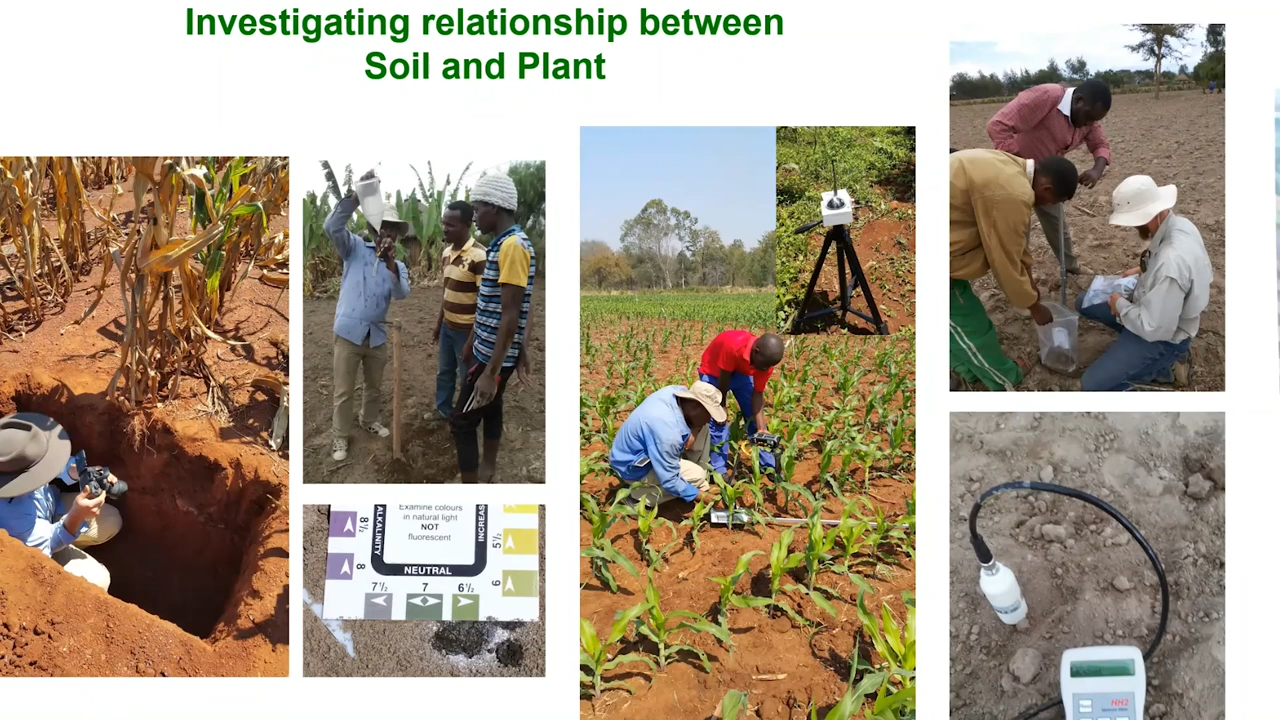 Investigating relationship between
Soil and Plant
Examine colours
in natural light
NOT
fluorescent
ALKALINITY
INCREAS
NEUTRAL
8½
8
7½
7
6½
6
5½
HH2